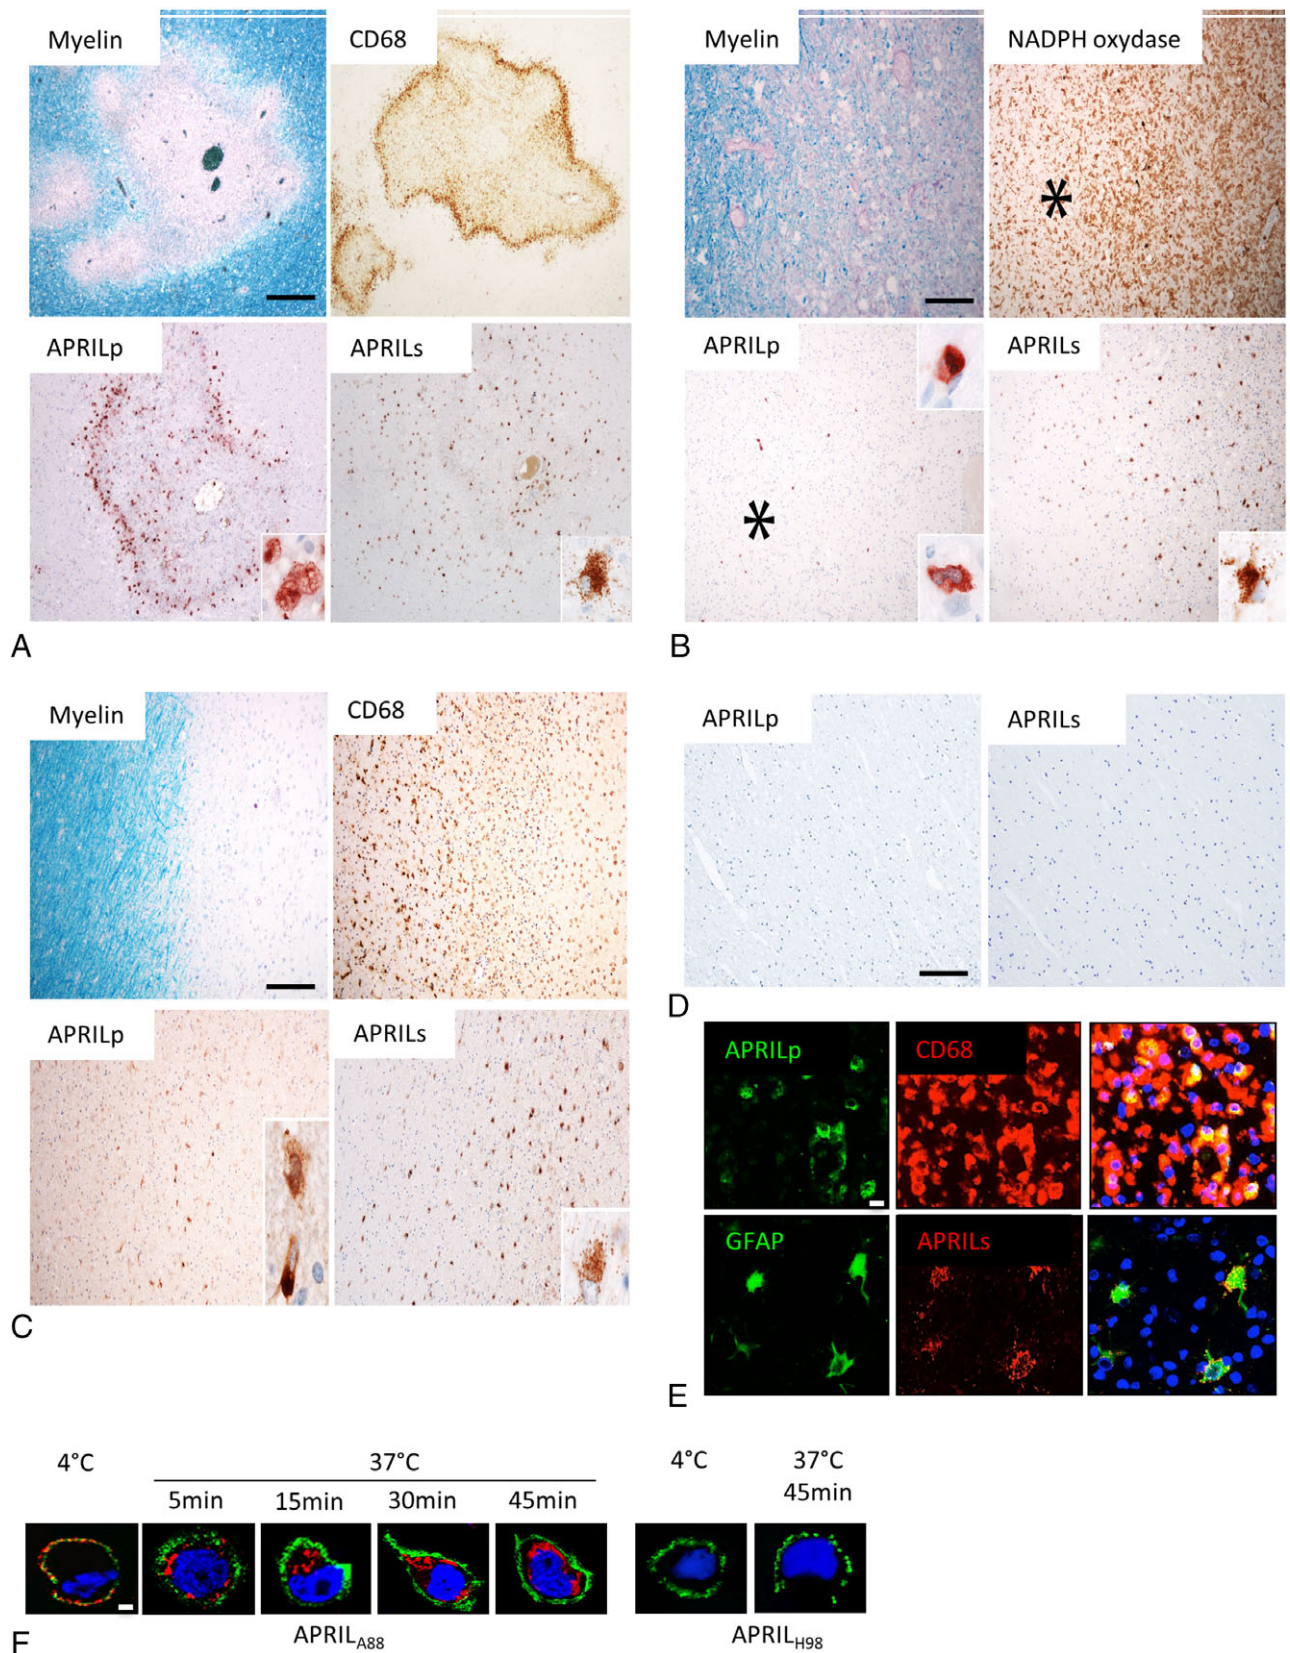 Myelin
CD68
APRILp
APRILs
A
Myelin
NADPH oxydase
*
APRILp
APRILs
*
B
Myelin
CD68
APRILp
APRILs
C
APRILp
APRILs
D
APRILp
CD68
GFAP
APRILs
E
4°C
37°C
5min
15min
30min
45min
4°C
37°C
45min
APRILA88
APRILH98
F